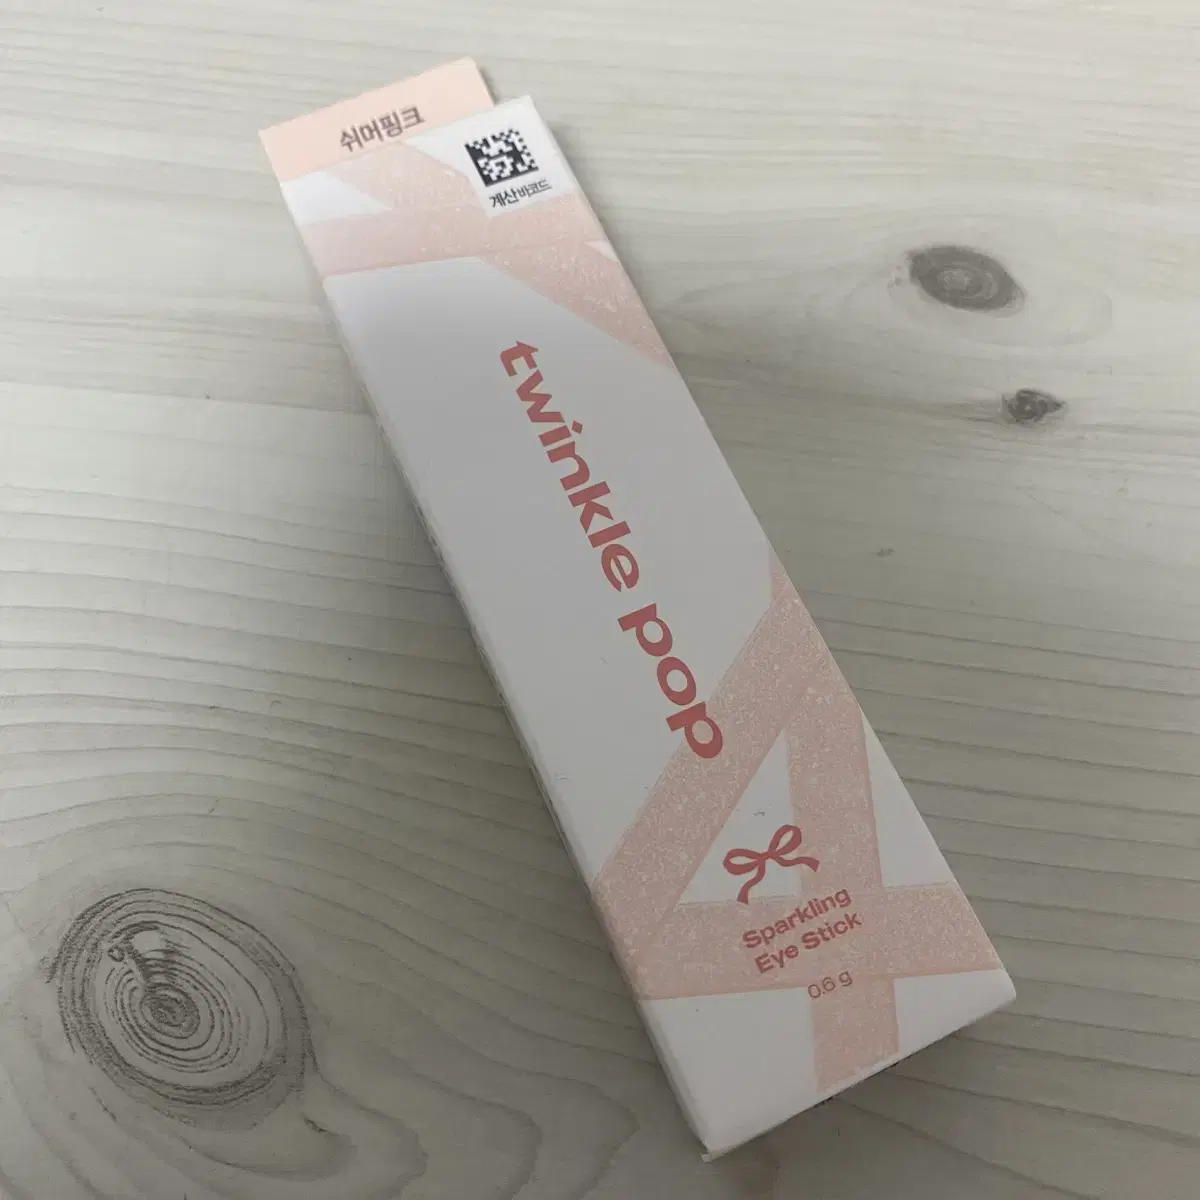 쉬머핑크
계산바코드
twinkle pop
Sparkling
Eye Stick
0.6 g